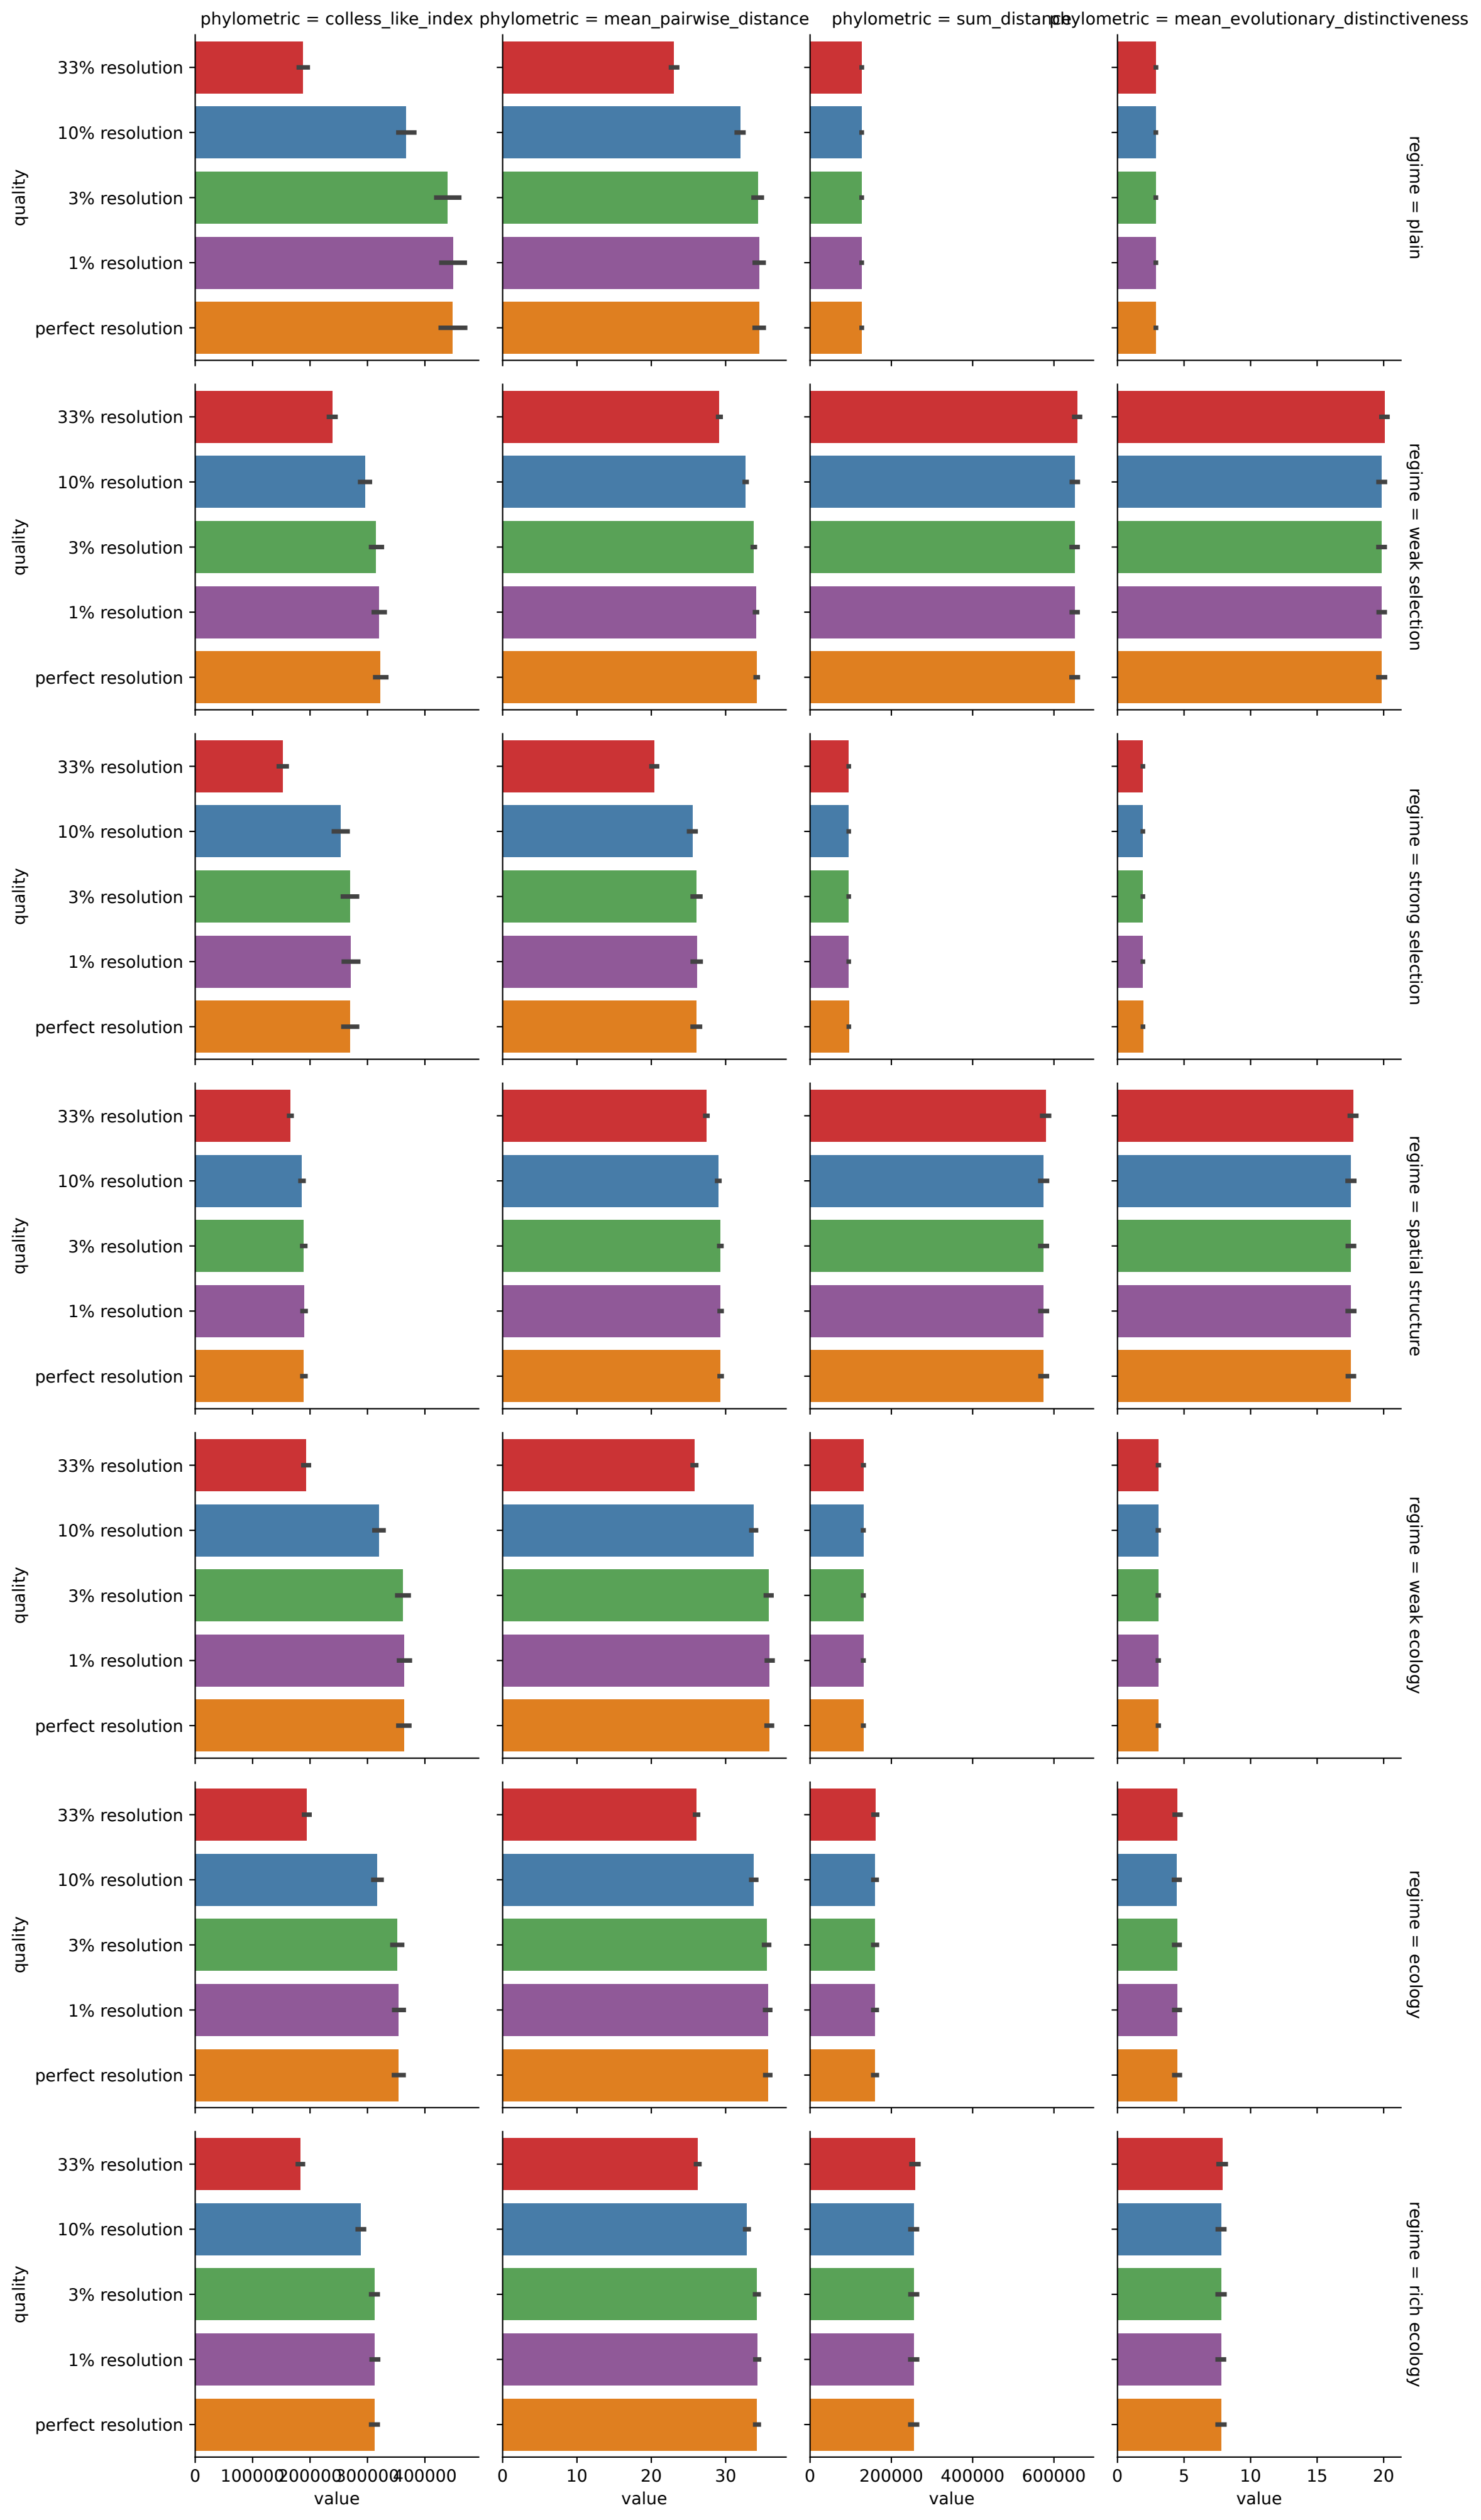 phylometric = colless_like_index
phylometric = mean_pairwise_distance
phylometric = sum_distance
phylometric = mean_evolutionary_distinctiveness
33% resolution
10% resolution
3% resolution
1% resolution
perfect resolution
quality
regime = plain
33% resolution
10% resolution
3% resolution
1% resolution
perfect resolution
quality
regime = weak selection
33% resolution
10% resolution
3% resolution
1% resolution
perfect resolution
quality
regime = strong selection
33% resolution
10% resolution
3% resolution
1% resolution
perfect resolution
quality
regime = spatial structure
33% resolution
10% resolution
3% resolution
1% resolution
perfect resolution
quality
regime = weak ecology
33% resolution
10% resolution
3% resolution
1% resolution
perfect resolution
quality
regime = ecology
33% resolution
10% resolution
3% resolution
1% resolution
perfect resolution
quality
regime = rich ecology
0 100000 200000 300000 400000
0 10 20 30
0 200000 400000 600000
0 5 10 15 20
value
value
value
value